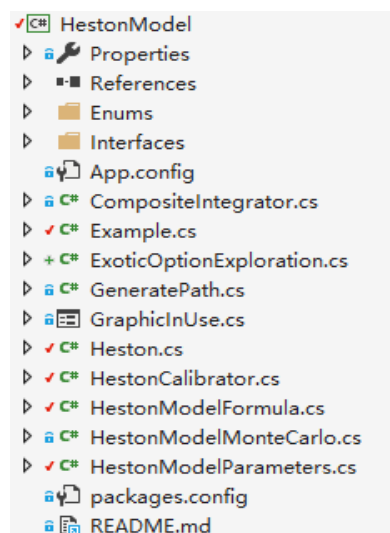 C# HestonModel
Properties
References
Enums
Interfaces
App.config
C# CompositeIntegrator.cs
C# Example.cs
C# ExoticOptionExploration.cs
C# GeneratePath.cs
GraphicInUse.cs
C# Heston.cs
C# HestonCalibrator.cs
C# HestonModelFormula.cs
C# HestonModelMonteCarlo.cs
C# HestonModelParameters.cs
packages.config
README.md